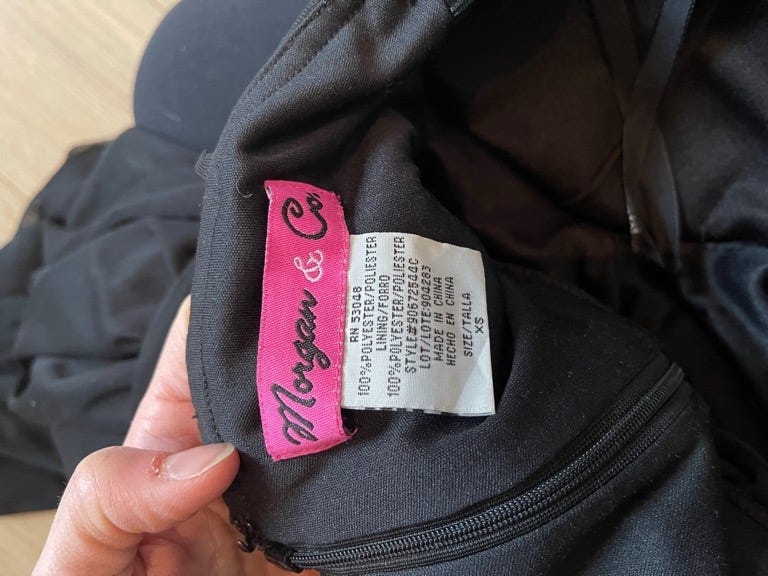 Morgan & Co.
RN 53048
100%POLYESTER/POLIESTER
LINING/FORRO
100%POLYESTER/POLIESTER
STYLE#90672544C
LOT/LOTE:904283
MADE IN CHINA
HECHO EN CHINA
SIZE/TALLA
XS